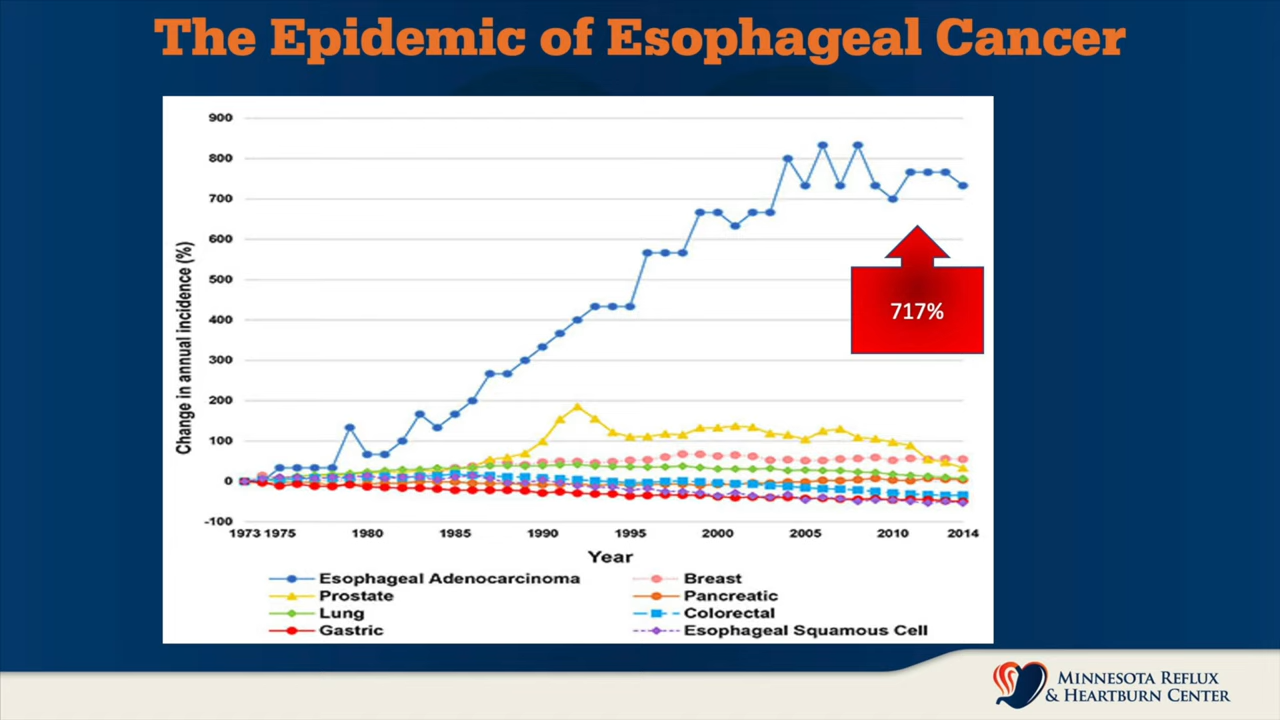 The Epidemic of Esophageal Cancer
900
800
700
600
500
400
300
200
100
0
-100
Change in annual incidence (%)
717%
1973 1975 1980 1985 1990 1995 2000 2005 2010 2014
Year
Esophageal Adenocarcinoma Breast
Prostate Pancreatic
Lung Colorectal
Gastric Esophageal Squamous Cell
MINNESOTA REFLUX
& HEARTBURN CENTER